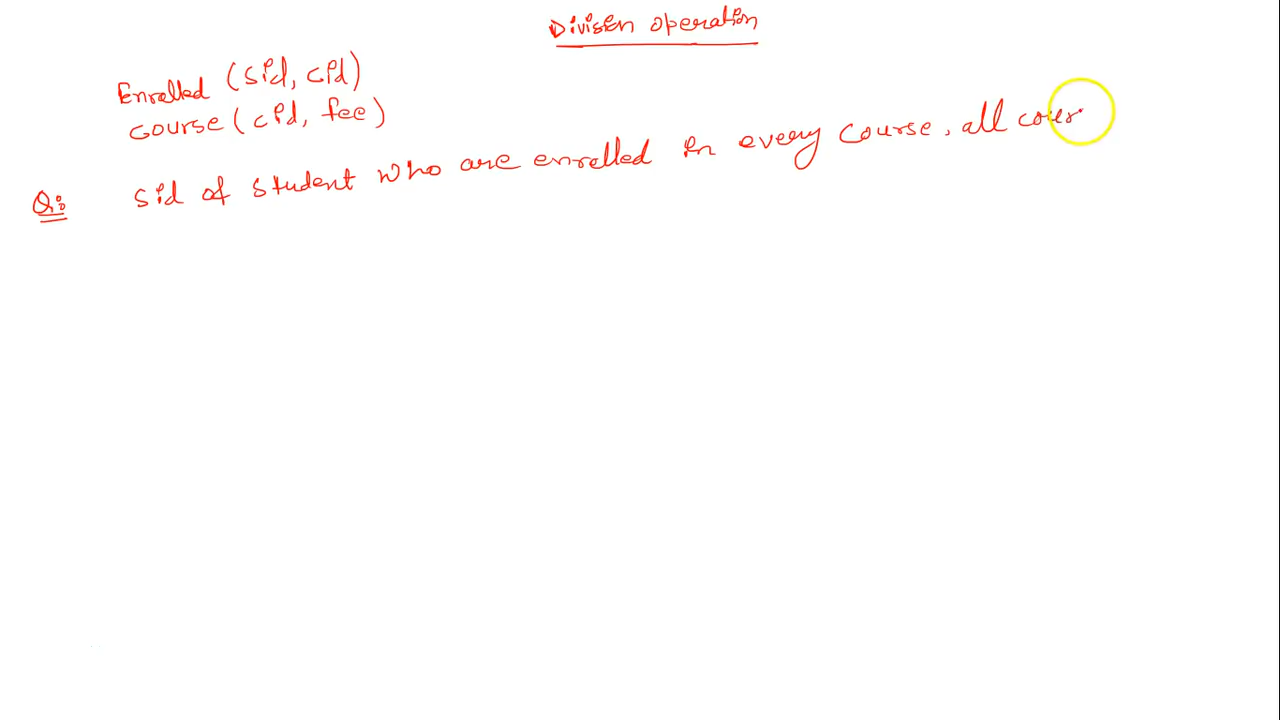 Division operation
Enrolled (sid, cid)
course (cid, fee)
Q: sid of student who are enrolled in every course, all cour